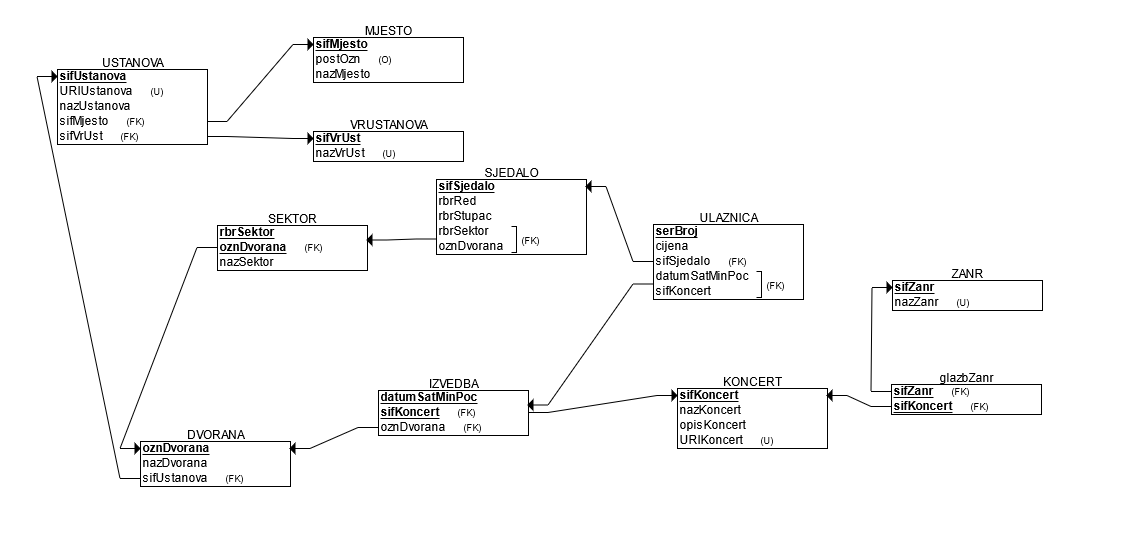 MJESTO
sifMjesto
postOzn (O)
nazMjesto
USTANOVA
sifUstanova
URIUstanova (U)
nazUstanova
sifMjesto (FK)
sifVrUst (FK)
VRUSTANOVA
sifVrUst
nazVrUst (U)
SJEDALO
sifSjedalo
rbrRed
rbrStupac
rbrSektor
oznDvorana (FK)
SEKTOR
rbrSektor
oznDvorana (FK)
nazSektor
ULAZNICA
serBroj
cijena
sifSjedalo (FK)
datumSatMinPoc
sifKoncert (FK)
ZANR
sifZanr
nazZanr (U)
glazbZanr
sifZanr (FK)
sifKoncert (FK)
IZVEDBA
datumSatMinPoc
sifKoncert (FK)
oznDvorana (FK)
KONCERT
sifKoncert
nazKoncert
opisKoncert
URIKoncert (U)
DVORANA
oznDvorana
nazDvorana
sifUstanova (FK)